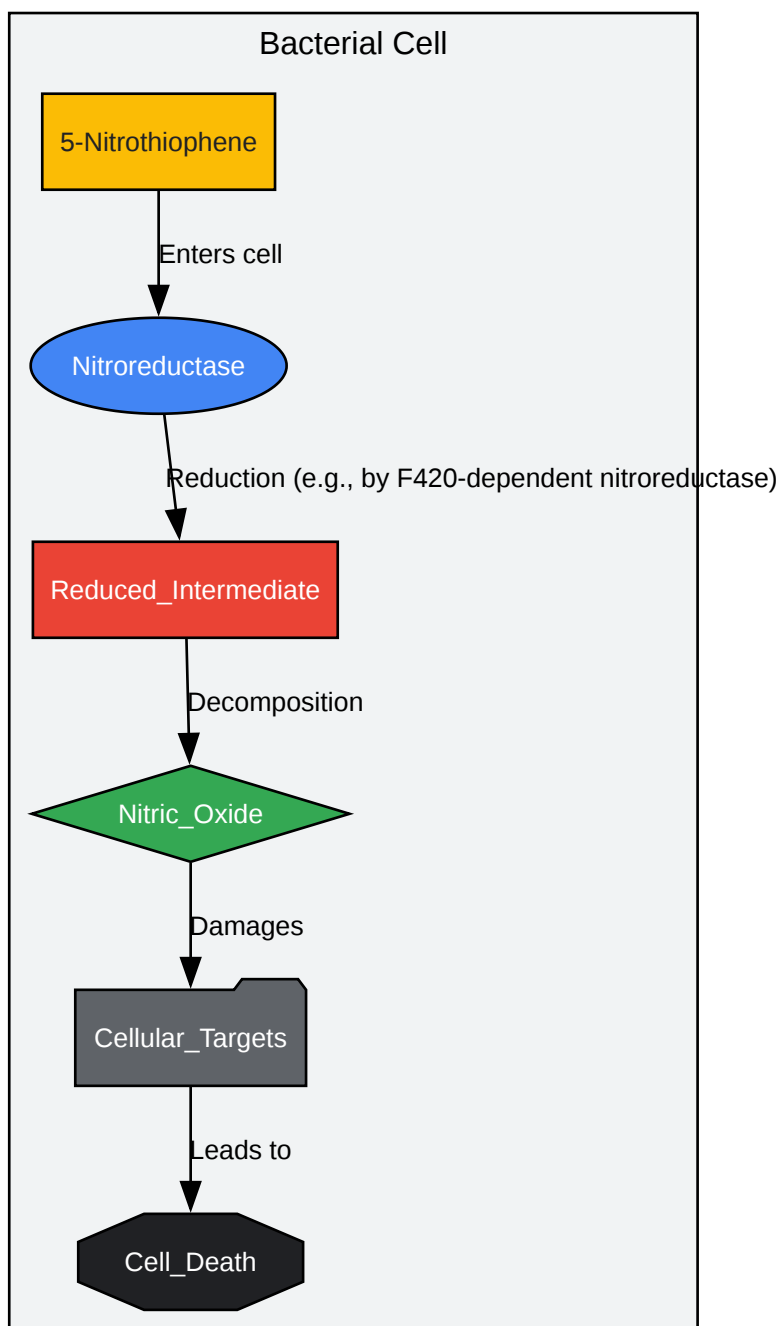 Bacterial Cell
5-Nitrothiophene
Enters cell
Nitroreductase
Reduction (e.g., by F420-dependent nitroreductase)
Reduced_Intermediate
Decomposition
Nitric_Oxide
Damages
Cellular_Targets
Leads to
Cell_Death